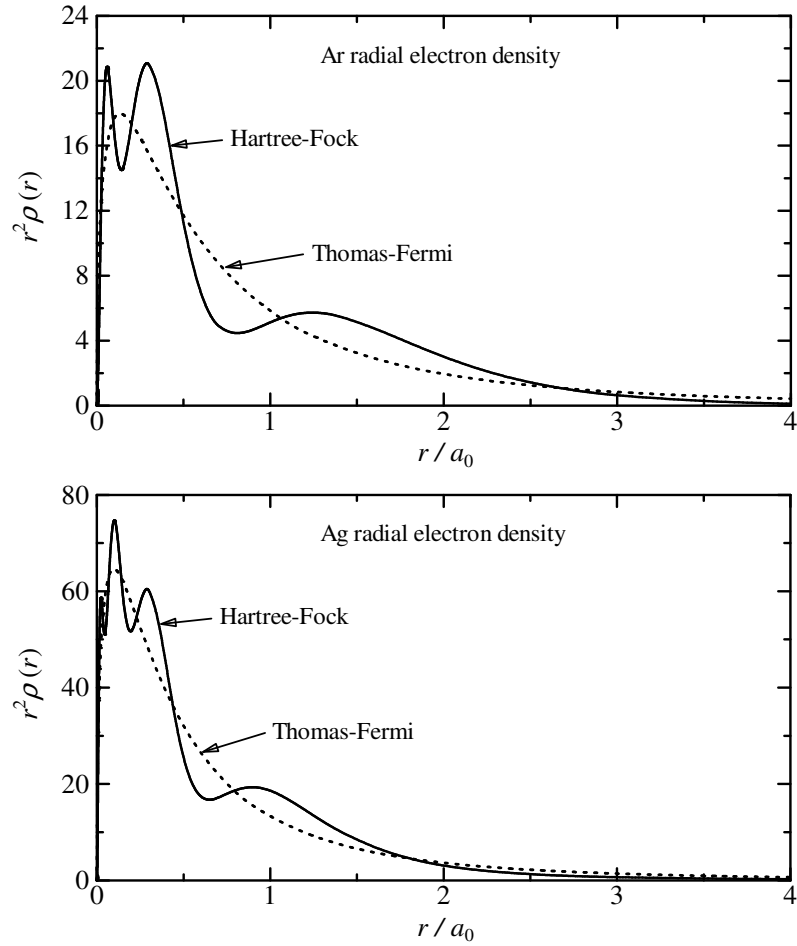 24
20
16
12
8
4
0
r²ρ(r)
Ar radial electron density
Hartree-Fock
Thomas-Fermi
0 1 2 3 4
r / a₀
80
60
40
20
0
r²ρ(r)
Ag radial electron density
Hartree-Fock
Thomas-Fermi
0 1 2 3 4
r / a₀